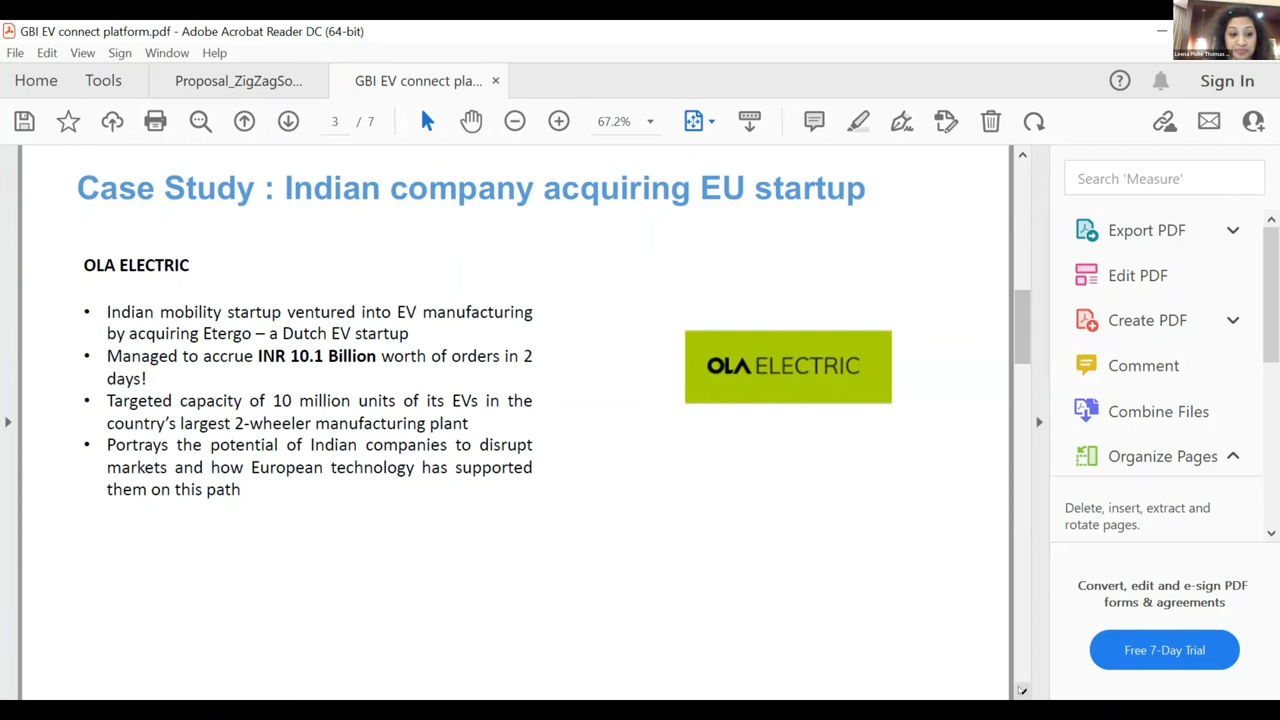 GBI EV connect platform.pdf - Adobe Acrobat Reader DC (64-bit)
File Edit View Sign Window Help
Home Tools Proposal_ZigZagSo... GBI EV connect pla... × Sign In
3 / 7 67.2%
Case Study : Indian company acquiring EU startup
OLA ELECTRIC
• Indian mobility startup ventured into EV manufacturing
by acquiring Etergo – a Dutch EV startup
• Managed to accrue INR 10.1 Billion worth of orders in 2
days!
• Targeted capacity of 10 million units of its EVs in the
country's largest 2-wheeler manufacturing plant
• Portrays the potential of Indian companies to disrupt
markets and how European technology has supported
them on this path
OLA ELECTRIC
Search 'Measure'
Export PDF
Edit PDF
Create PDF
Comment
Combine Files
Organize Pages
Delete, insert, extract and
rotate pages.
Convert, edit and e-sign PDF
forms & agreements
Free 7-Day Trial